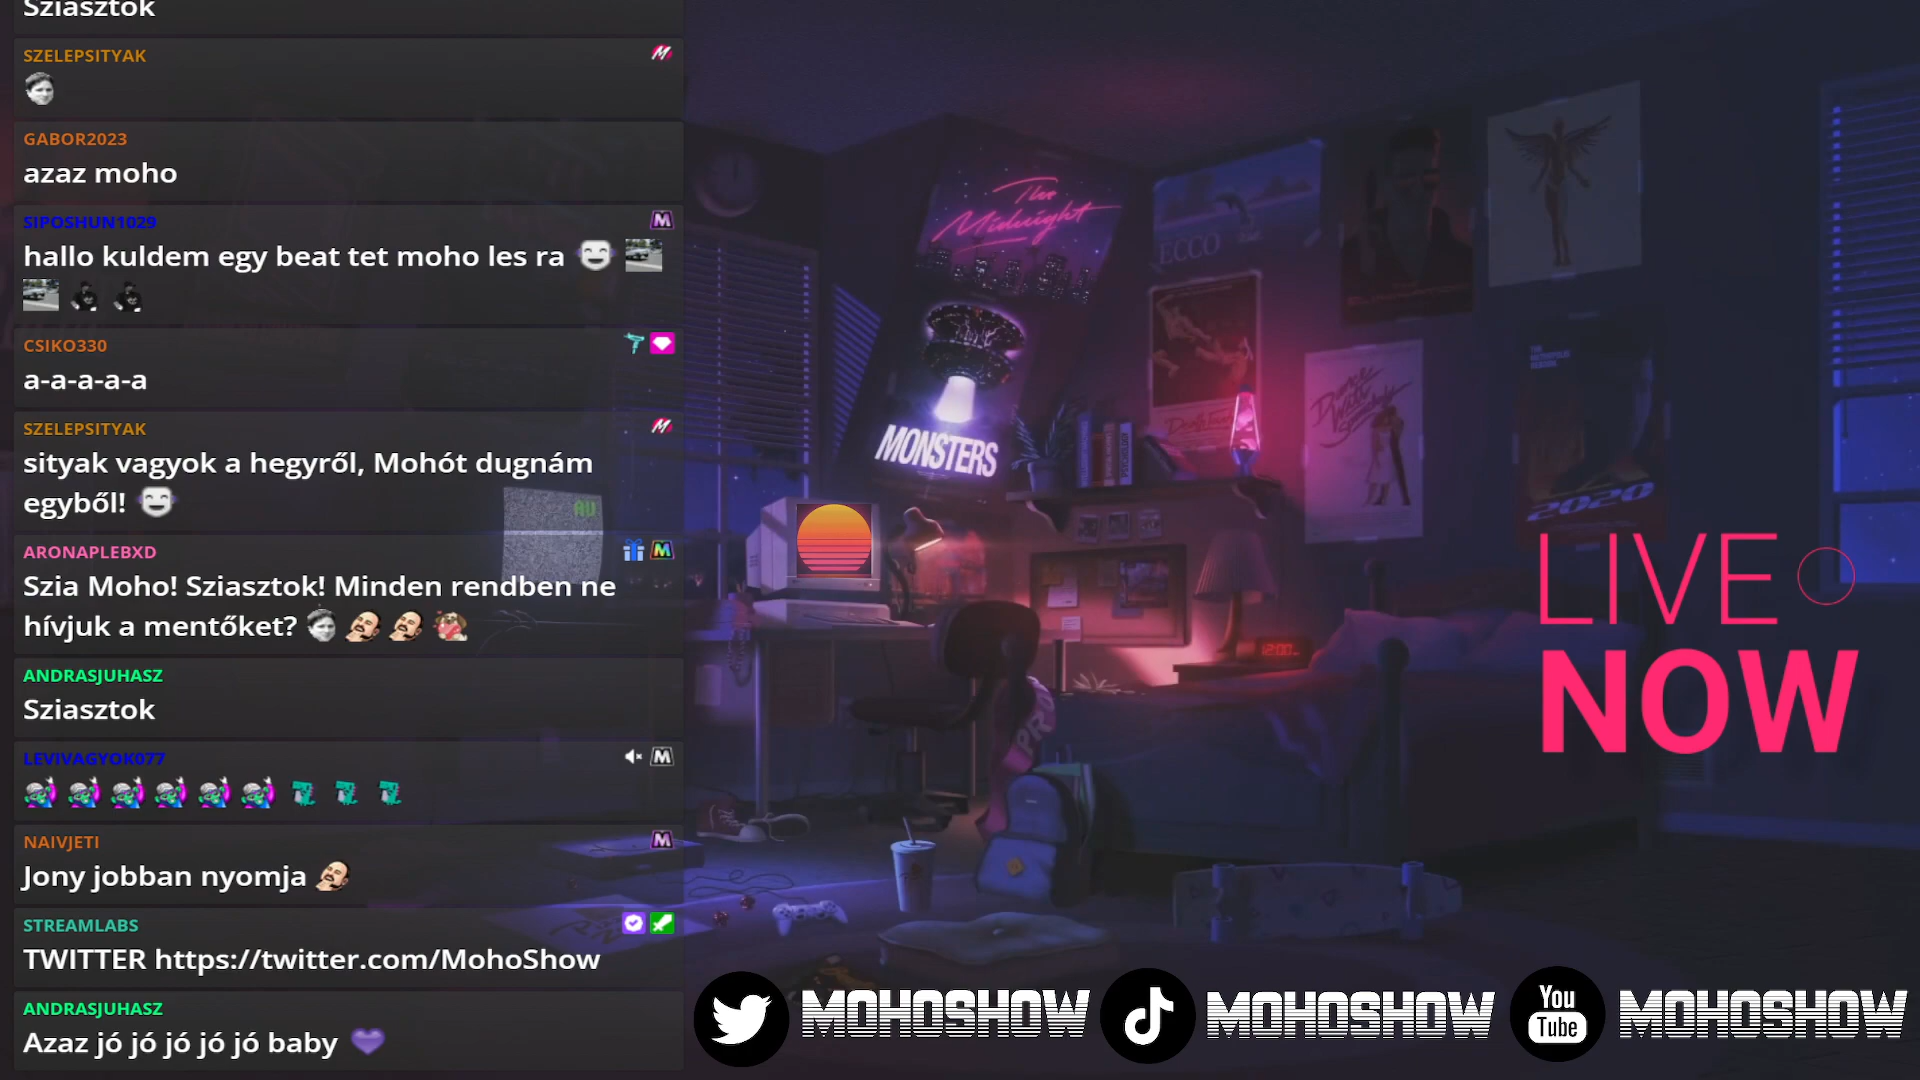 Sziasztok
SZELEPSITYAK
GABOR2023
azaz moho
SIPOSHUN1029
hallo kuldem egy beat tet moho les ra
CSIKO330
a-a-a-a-a
SZELEPSITYAK
sityak vagyok a hegyről, Mohót dugnám
egyből!
ARONAPLEBXD
Szia Moho! Sziasztok! Minden rendben ne
hívjuk a mentőket?
ANDRASJUHASZ
Sziasztok
LEVIVAGYOK077
NAIVJETI
Jony jobban nyomja
STREAMLABS
TWITTER https://twitter.com/MohoShow
ANDRASJUHASZ
Azaz jó jó jó jó jó baby
AV
The
Midnight
MONSTERS
ECCO
2020
12:00
LIVE
NOW
MOHOSHOW
MOHOSHOW
You
Tube
MOHOSHOW